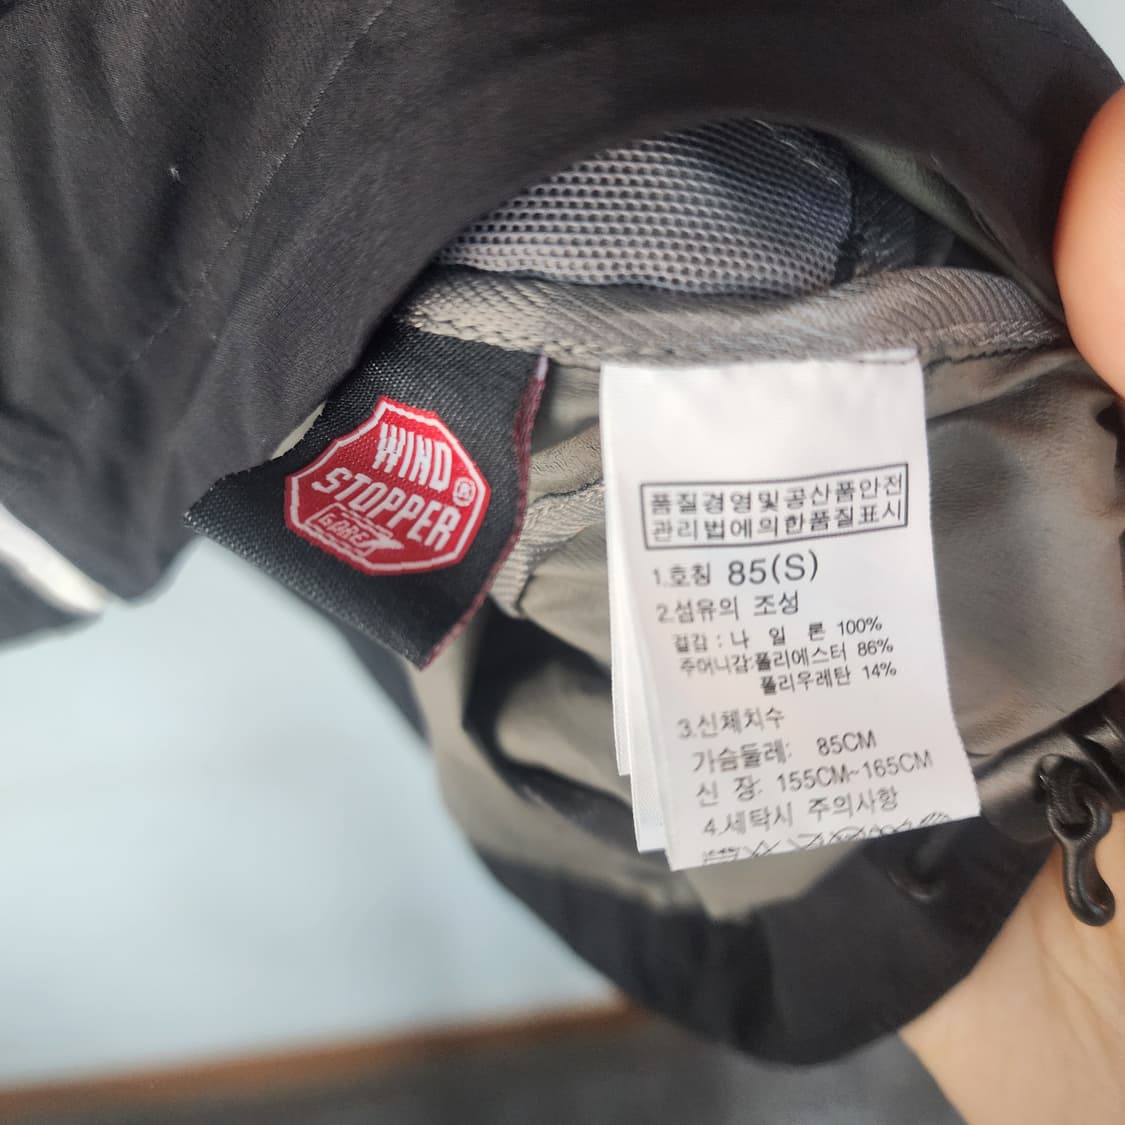 WIND
STOPPER®
GORE
품질경영및공산품안전
관리법에의한품질표시
1.호칭 85(S)
2.섬유의 조성
겉감 : 나 일 론 100%
주머니감:폴리에스터 86%
폴리우레탄 14%
3.신체치수
가슴둘레: 85CM
신 장: 155CM~165CM
4.세탁시 주의사항